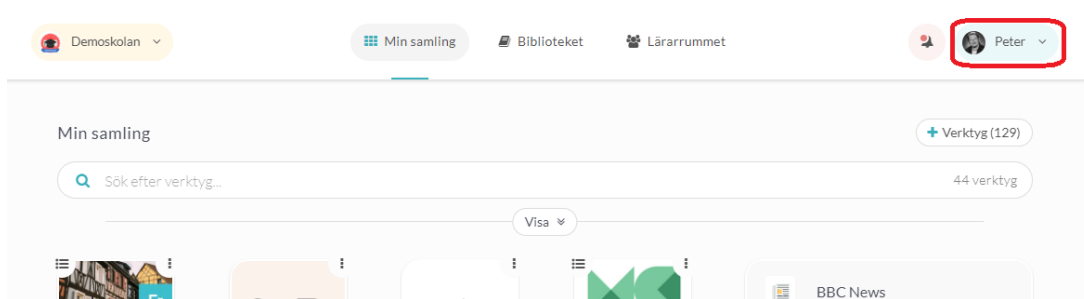 Demoskolan
Min samling
Biblioteket
Lärarrummet
Peter
Min samling
+ Verktyg (129)
Sök efter verktyg...
44 verktyg
Visa
BBC News